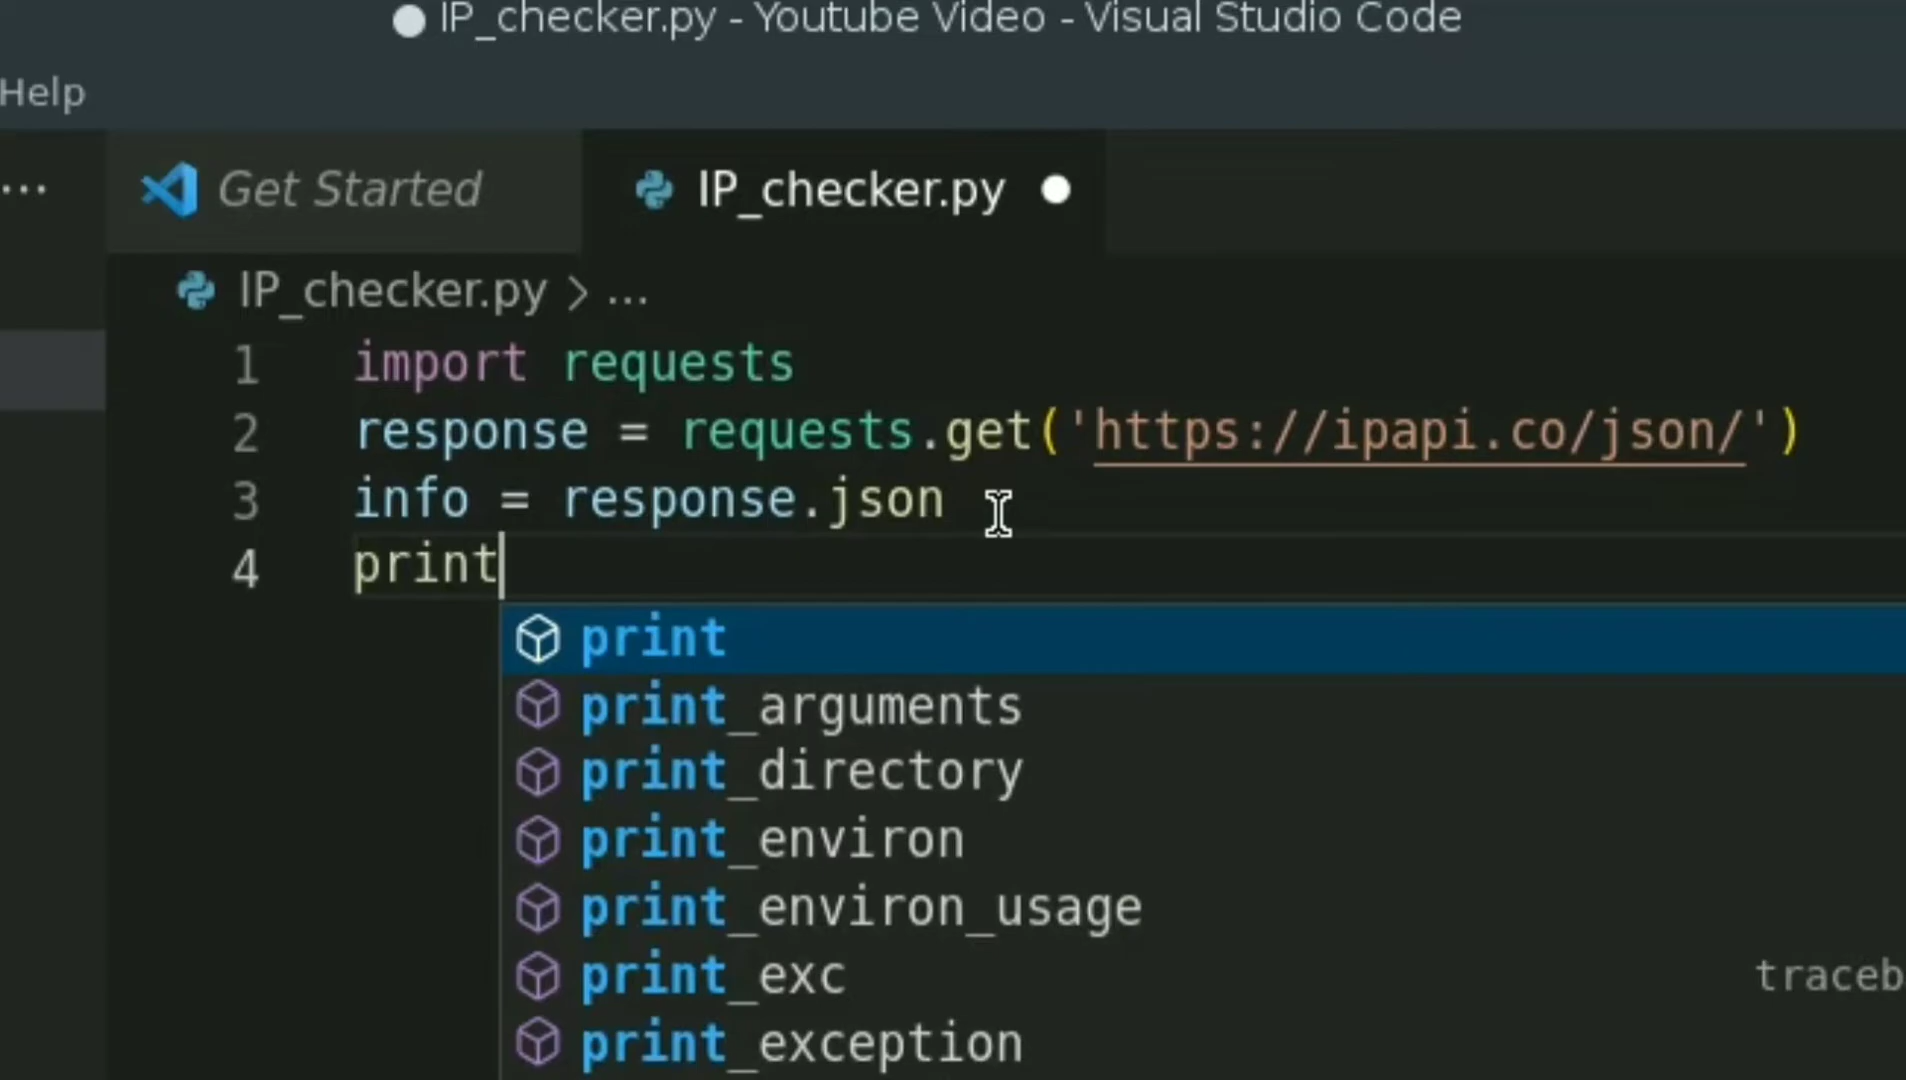 IP_checker.py - Youtube Video - Visual Studio Code
Help
... Get Started IP_checker.py
IP_checker.py > ...
1 import requests
2 response = requests.get('https://ipapi.co/json/')
3 info = response.json
4 print
print
print_arguments
print_directory
print_environ
print_environ_usage
print_exc traceb
print_exception